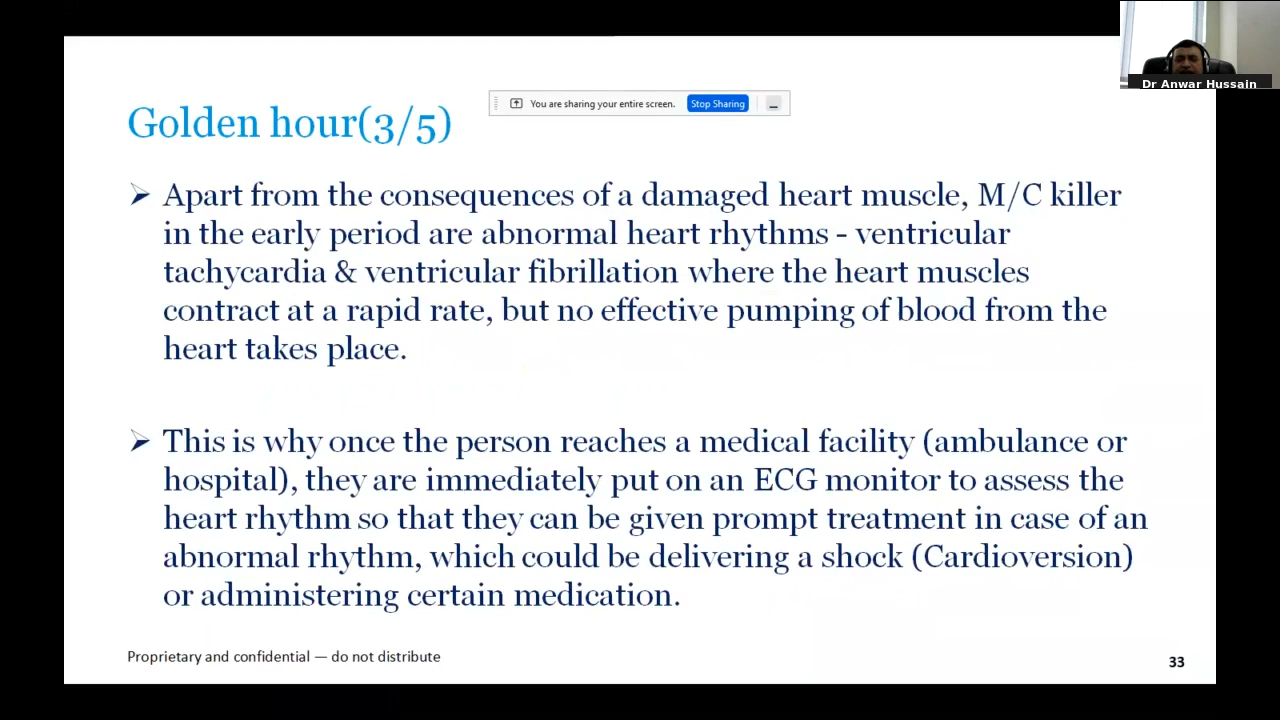 Dr Anwar Hussain
You are sharing your entire screen. Stop Sharing
Golden hour(3/5)
Apart from the consequences of a damaged heart muscle, M/C killer
in the early period are abnormal heart rhythms - ventricular
tachycardia & ventricular fibrillation where the heart muscles
contract at a rapid rate, but no effective pumping of blood from the
heart takes place.
This is why once the person reaches a medical facility (ambulance or
hospital), they are immediately put on an ECG monitor to assess the
heart rhythm so that they can be given prompt treatment in case of an
abnormal rhythm, which could be delivering a shock (Cardioversion)
or administering certain medication.
Proprietary and confidential — do not distribute
33